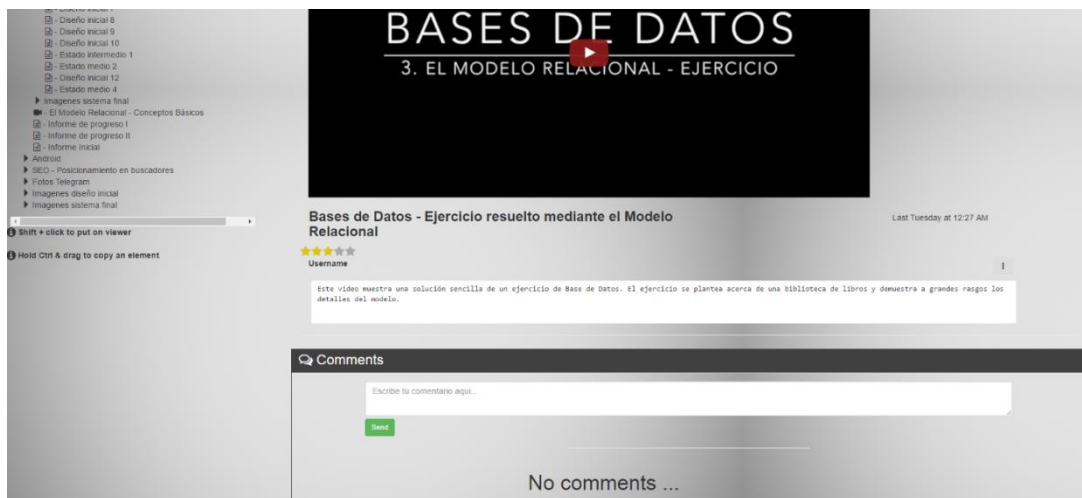 - Diseño inicial 8
- Diseño inicial 9
- Diseño inicial 10
- Estado intermedio 1
- Estado medio 2
- Diseño inicial 12
- Estado medio 4
Imagenes sistema final
- El Modelo Relacional - Conceptos Básicos
- Informe de progreso I
- Informe de progreso II
- Informe Inicial
Android
SEO - Posicionamiento en buscadores
Fotos Telegram
Imagenes diseño inicial
Imagenes sistema final
Shift + click to put on viewer
Hold Ctrl & drag to copy an element
BASES DE DATOS
3. EL MODELO RELACIONAL - EJERCICIO
Bases de Datos - Ejercicio resuelto mediante el Modelo
Relacional
Last Tuesday at 12:27 AM
Username
Este video muestra una solución sencilla de un ejercicio de Base de Datos. El ejercicio se plantea acerca de una biblioteca de libros y demuestra a grandes rasgos los
detalles del modelo.
Comments
Escribe tu comentario aqui...
Send
No comments ...